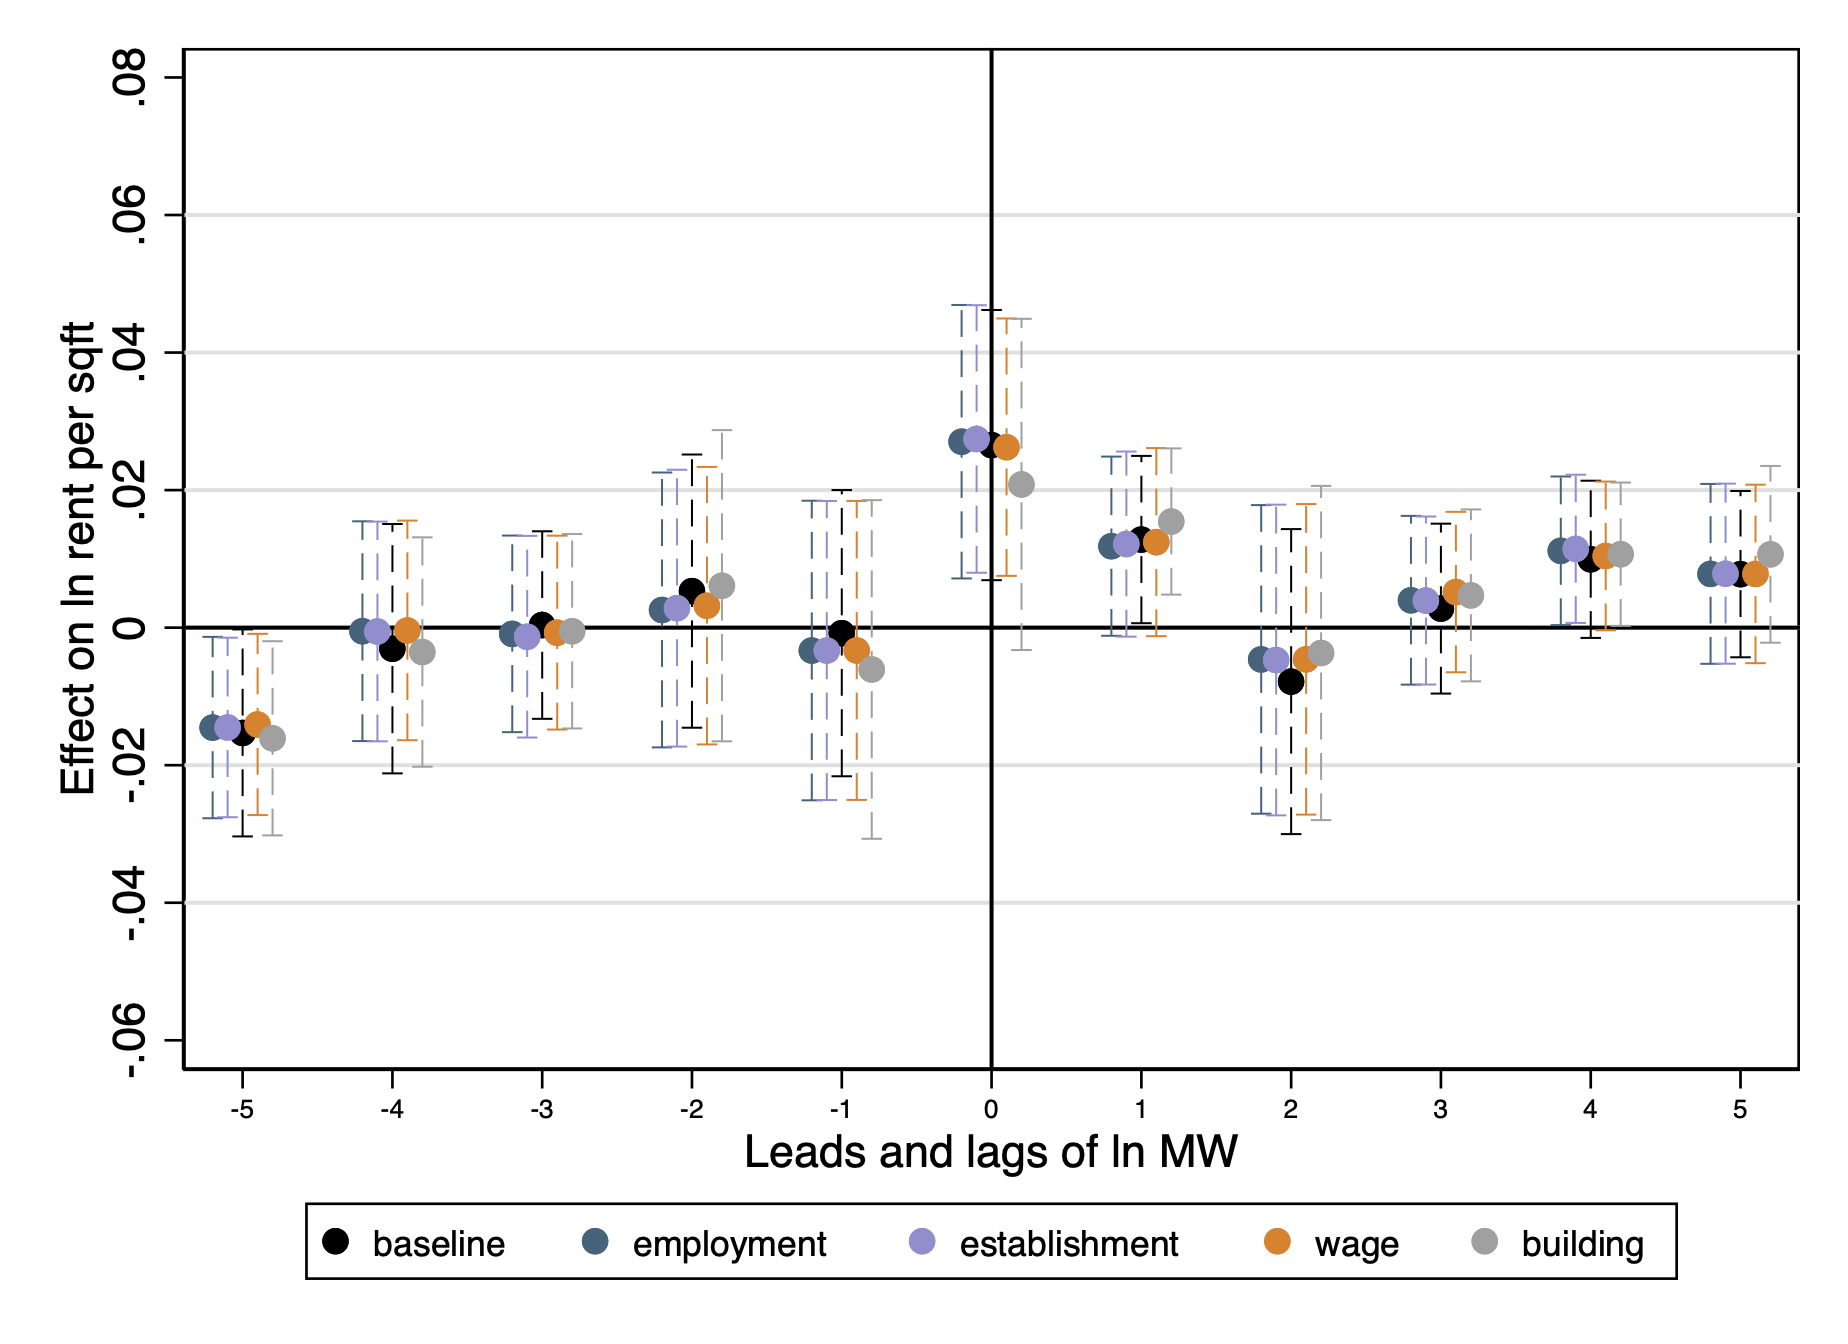 Effect on ln rent per sqft
.08
.06
.04
.02
0
-.02
-.04
-.06
-5 -4 -3 -2 -1 0 1 2 3 4 5
Leads and lags of ln MW
baseline employment establishment wage building